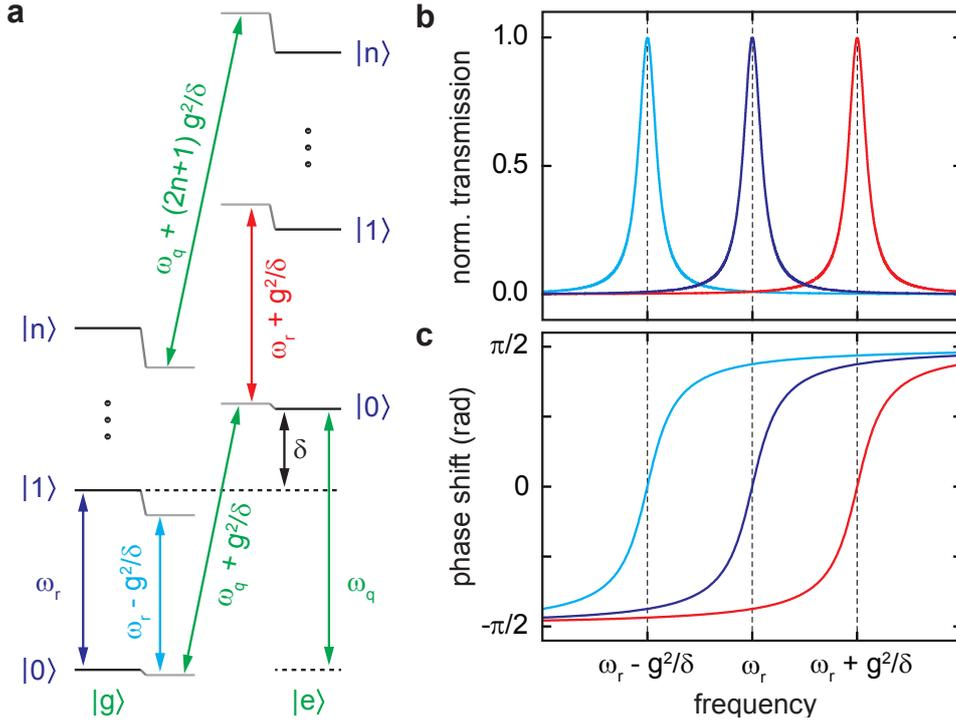 a
|n⟩
ω_q + (2n+1) g²/δ
|1⟩
ω_r + g²/δ
|n⟩
|0⟩
δ
|1⟩
ω_r
ω_r - g²/δ
ω_q + g²/δ
ω_q
|0⟩
|g⟩
|e⟩
b
norm. transmission
1.0
0.5
0.0
c
phase shift (rad)
π/2
0
-π/2
ω_r - g²/δ
ω_r
ω_r + g²/δ
frequency